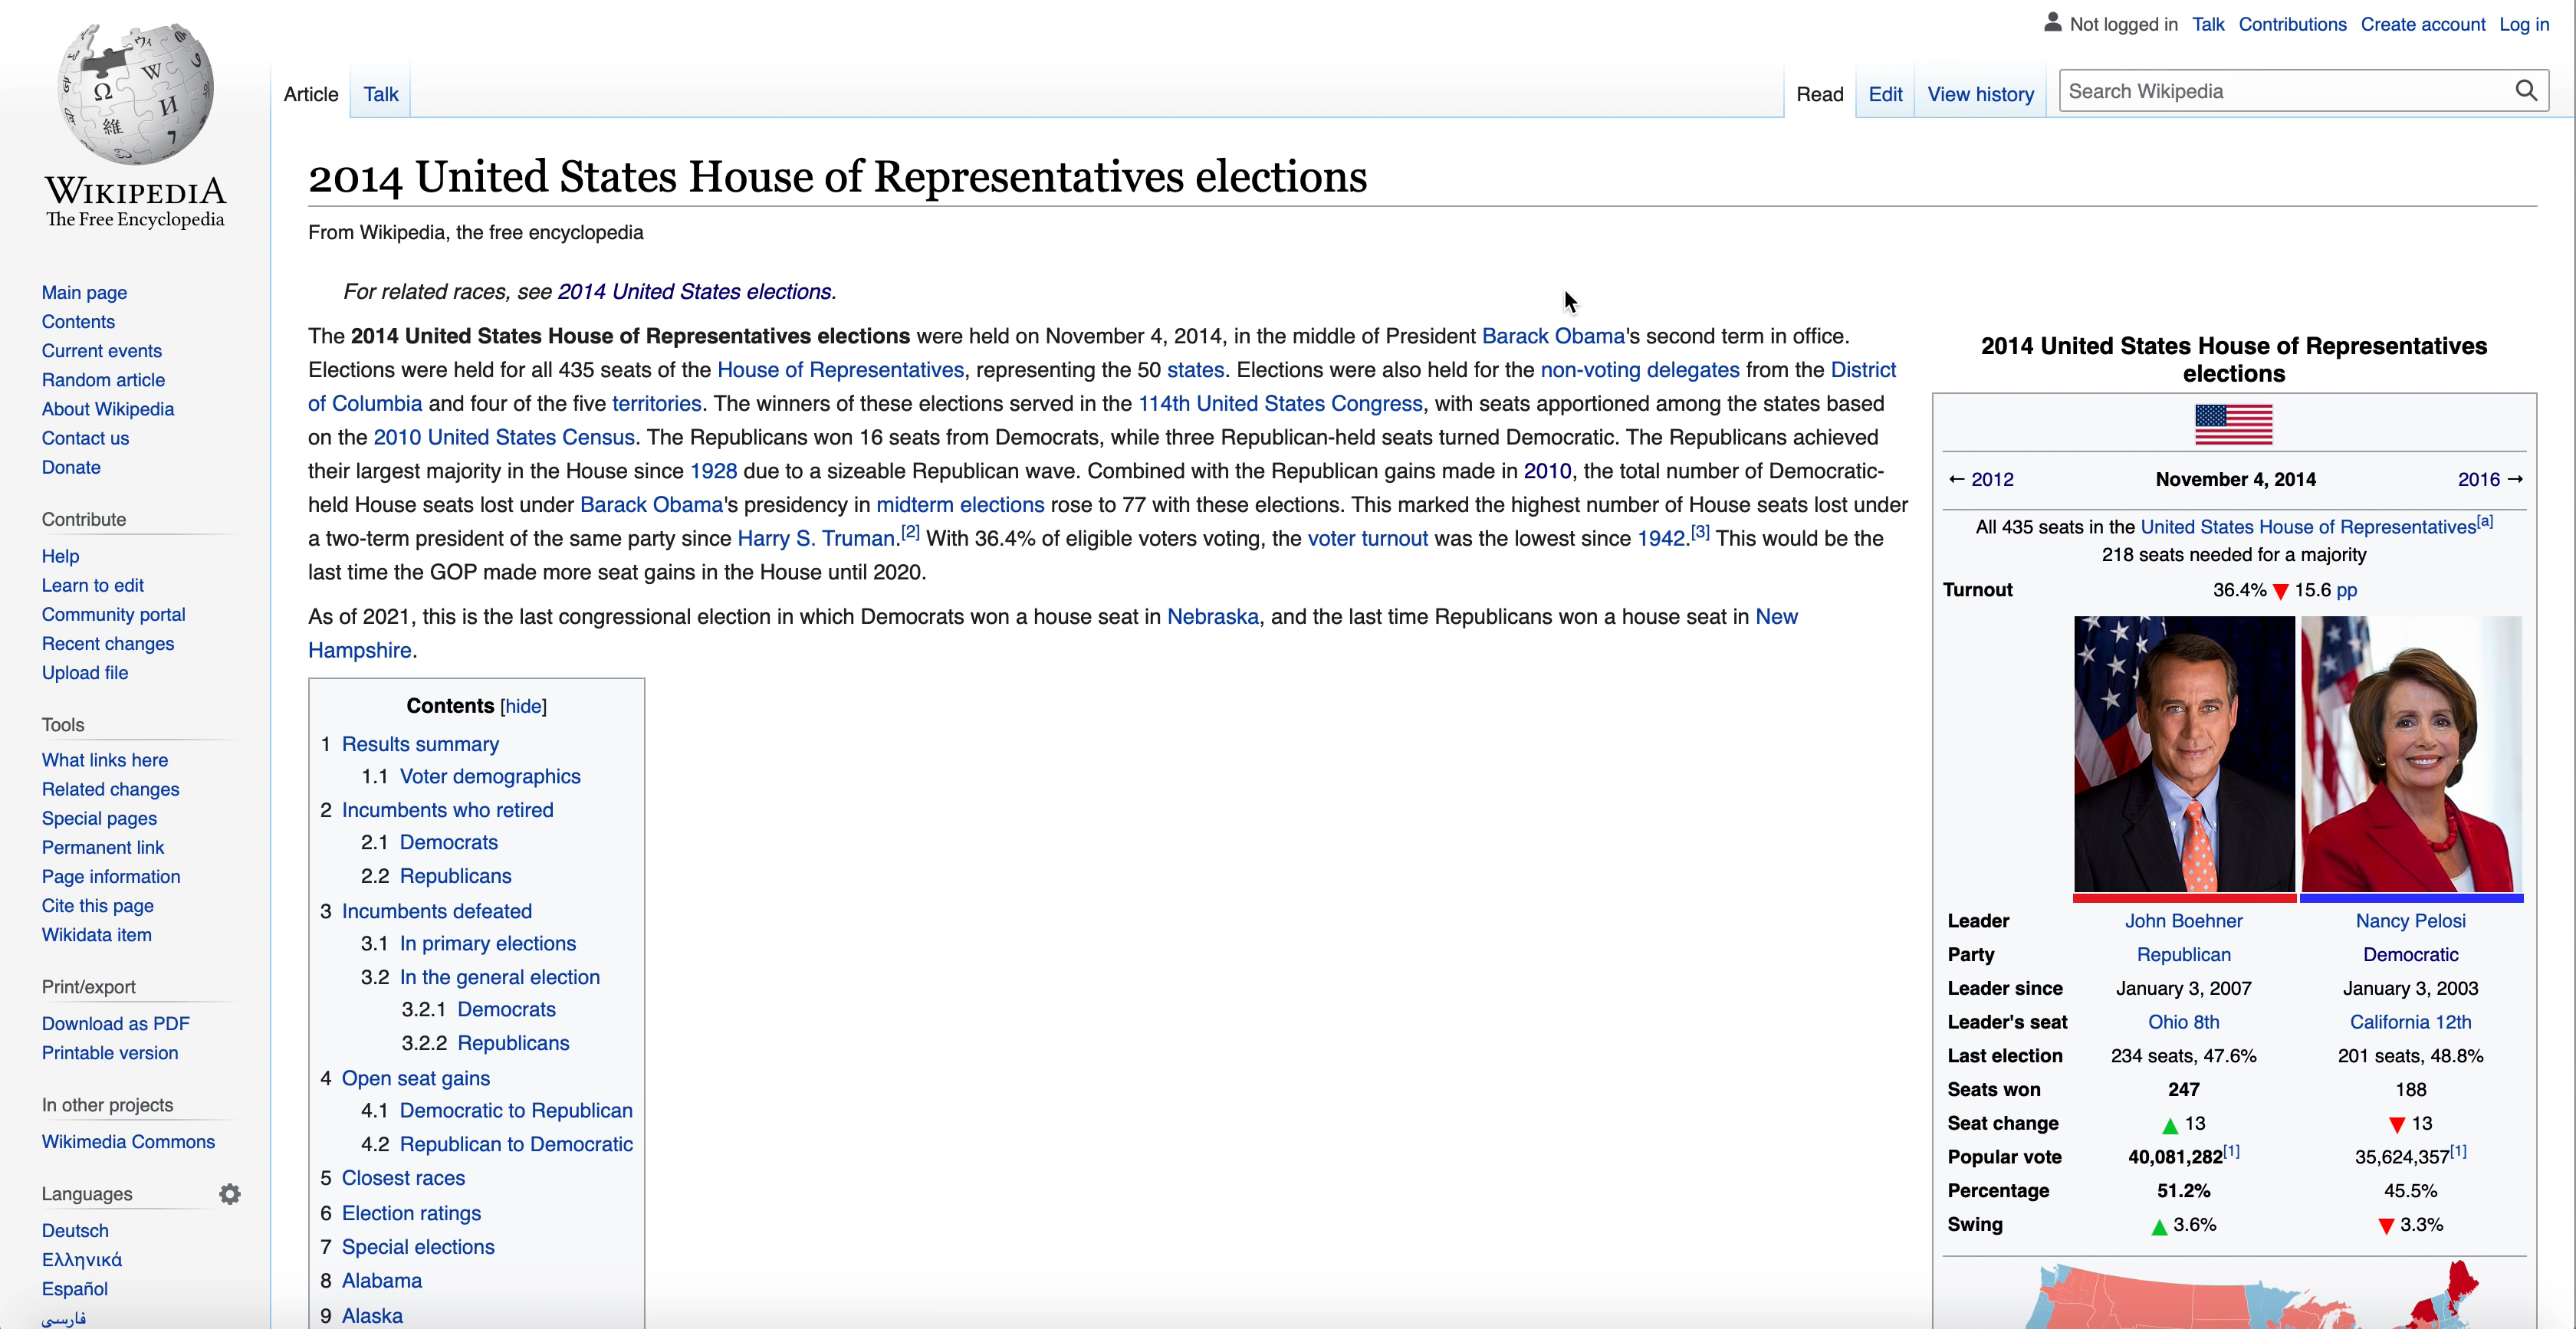 Not logged in Talk Contributions Create account Log in
Article Talk Read Edit View history Search Wikipedia
WIKIPEDIA
The Free Encyclopedia
Main page
Contents
Current events
Random article
About Wikipedia
Contact us
Donate
Contribute
Help
Learn to edit
Community portal
Recent changes
Upload file
Tools
What links here
Related changes
Special pages
Permanent link
Page information
Cite this page
Wikidata item
Print/export
Download as PDF
Printable version
In other projects
Wikimedia Commons
Languages
Deutsch
Ελληνικά
Español
فارسی
2014 United States House of Representatives elections
From Wikipedia, the free encyclopedia
For related races, see 2014 United States elections.
The 2014 United States House of Representatives elections were held on November 4, 2014, in the middle of President Barack Obama's second term in office.
Elections were held for all 435 seats of the House of Representatives, representing the 50 states. Elections were also held for the non-voting delegates from the District
of Columbia and four of the five territories. The winners of these elections served in the 114th United States Congress, with seats apportioned among the states based
on the 2010 United States Census. The Republicans won 16 seats from Democrats, while three Republican-held seats turned Democratic. The Republicans achieved
their largest majority in the House since 1928 due to a sizeable Republican wave. Combined with the Republican gains made in 2010, the total number of Democratic-
held House seats lost under Barack Obama's presidency in midterm elections rose to 77 with these elections. This marked the highest number of House seats lost under
a two-term president of the same party since Harry S. Truman.[2] With 36.4% of eligible voters voting, the voter turnout was the lowest since 1942.[3] This would be the
last time the GOP made more seat gains in the House until 2020.
As of 2021, this is the last congressional election in which Democrats won a house seat in Nebraska, and the last time Republicans won a house seat in New
Hampshire.
Contents [hide]
1 Results summary
1.1 Voter demographics
2 Incumbents who retired
2.1 Democrats
2.2 Republicans
3 Incumbents defeated
3.1 In primary elections
3.2 In the general election
3.2.1 Democrats
3.2.2 Republicans
4 Open seat gains
4.1 Democratic to Republican
4.2 Republican to Democratic
5 Closest races
6 Election ratings
7 Special elections
8 Alabama
9 Alaska
2014 United States House of Representatives
elections
← 2012 November 4, 2014 2016 →
All 435 seats in the United States House of Representatives[a]
218 seats needed for a majority
Turnout 36.4% ▼ 15.6 pp
Leader John Boehner Nancy Pelosi
Party Republican Democratic
Leader since January 3, 2007 January 3, 2003
Leader's seat Ohio 8th California 12th
Last election 234 seats, 47.6% 201 seats, 48.8%
Seats won 247 188
Seat change ▲ 13 ▼ 13
Popular vote 40,081,282[1] 35,624,357[1]
Percentage 51.2% 45.5%
Swing ▲ 3.6% ▼ 3.3%